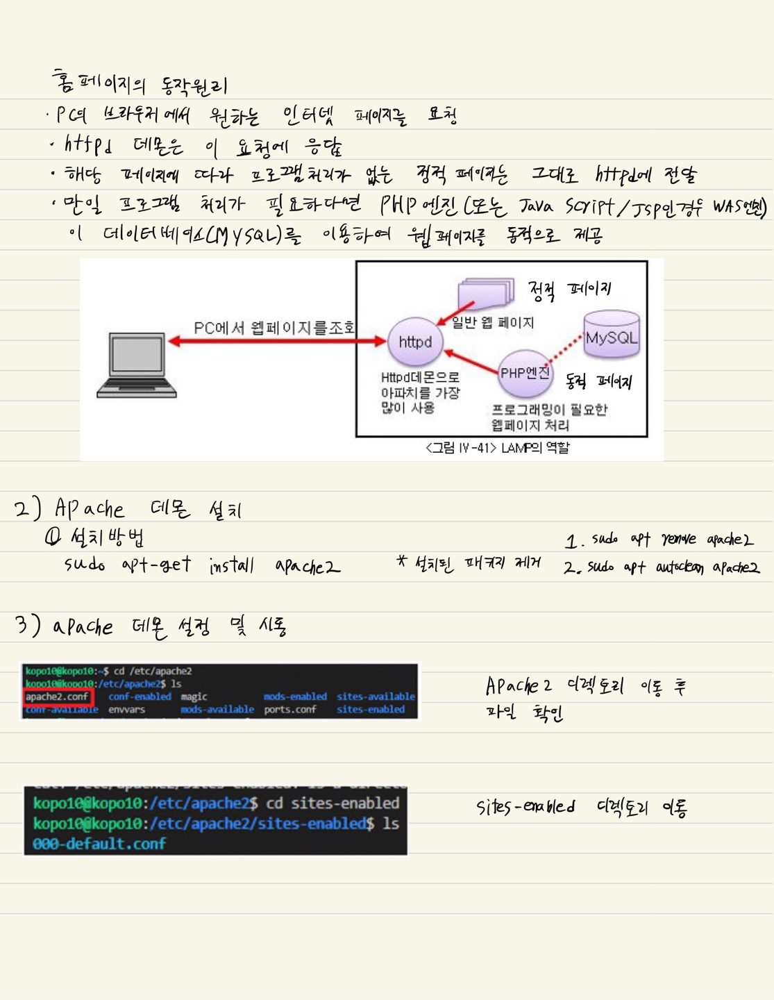 홈페이지의 동작원리
· PC의 브라우저에서 원하는 인터넷 페이지를 요청
· httpd 데몬은 이 요청에 응답
· 해당 페이지에 따라 프로그램처리가 없는 정적 페이지는 그대로 httpd에 전달
· 만일 프로그램 처리가 필요하다면 PHP엔진(또는 Java Script/JSP인경우 WAS엔진)
이 데이터베이스(MYSQL)를 이용하여 웹페이지를 동적으로 제공
정적 페이지
일반 웹 페이지
PC에서 웹페이지를조회
httpd
MySQL
PHP엔진
동적 페이지
Httpd데몬으로
아파치를 가장
많이 사용
프로그래밍이 필요한
웹페이지 처리
<그림 IV-41> LAMP의 역할
2) Apache 데몬 설치
① 설치방법
sudo apt-get install apache2
* 설치된 패키지 제거
1. sudo apt remove apache2
2. sudo apt autoclean apache2
3) apache 데몬 설정 및 시동
kopo10@kopo10:~$ cd /etc/apache2
kopo10@kopo10:/etc/apache2$ ls
apache2.conf conf-enabled magic mods-enabled sites-available
conf-available envvars mods-available ports.conf sites-enabled
Apache2 디렉토리 이동 후
파일 확인
kopo10@kopo10:/etc/apache2$ cd sites-enabled
kopo10@kopo10:/etc/apache2/sites-enabled$ ls
000-default.conf
sites-enabled 디렉토리 이동